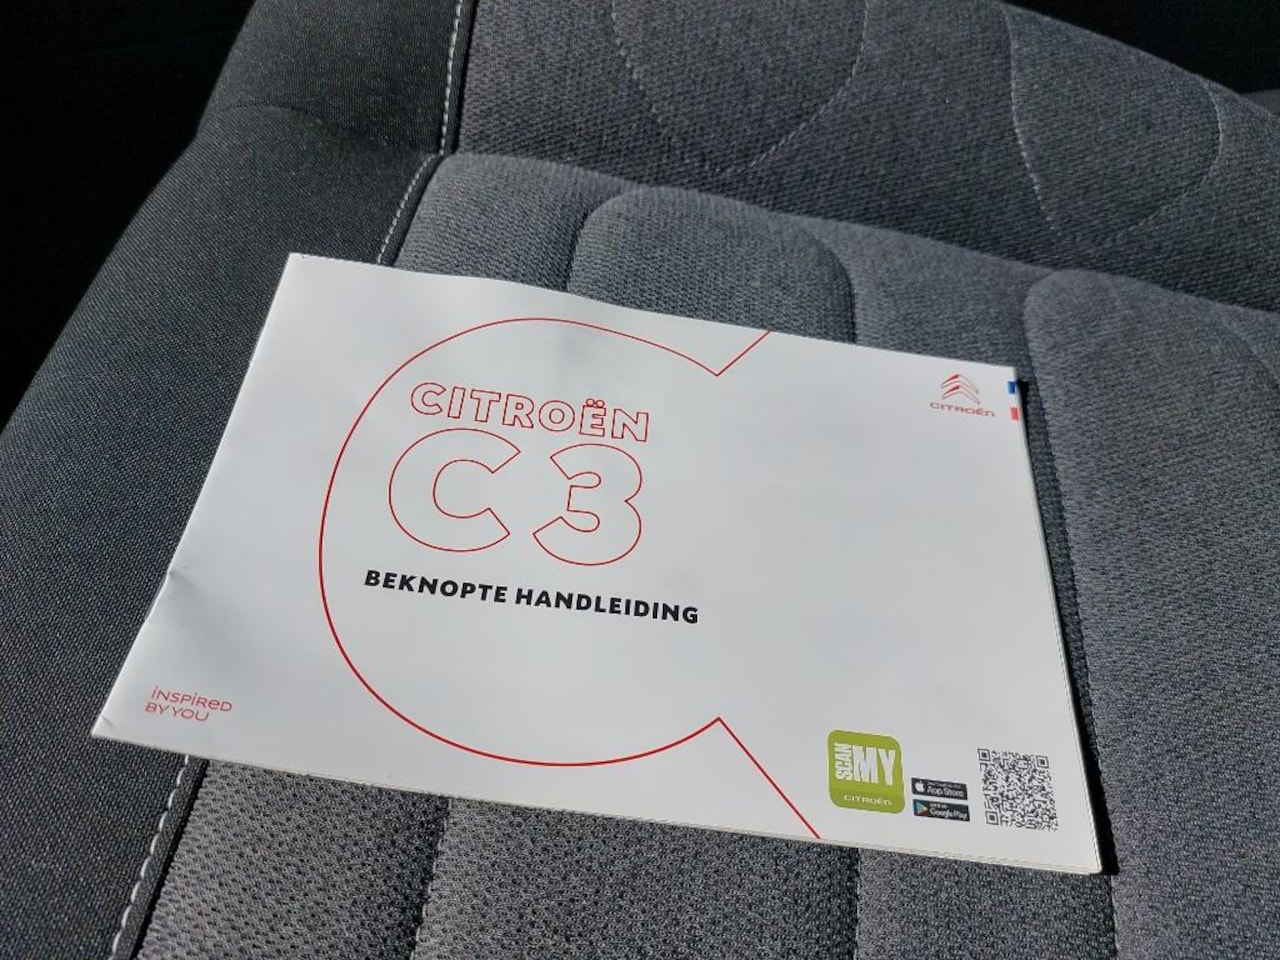 CITROËN
CITROËN
C3
BEKNOPTE HANDLEIDING
INSPIRED
BY YOU
SCAN
MY
CITROËN
App Store
Google Play